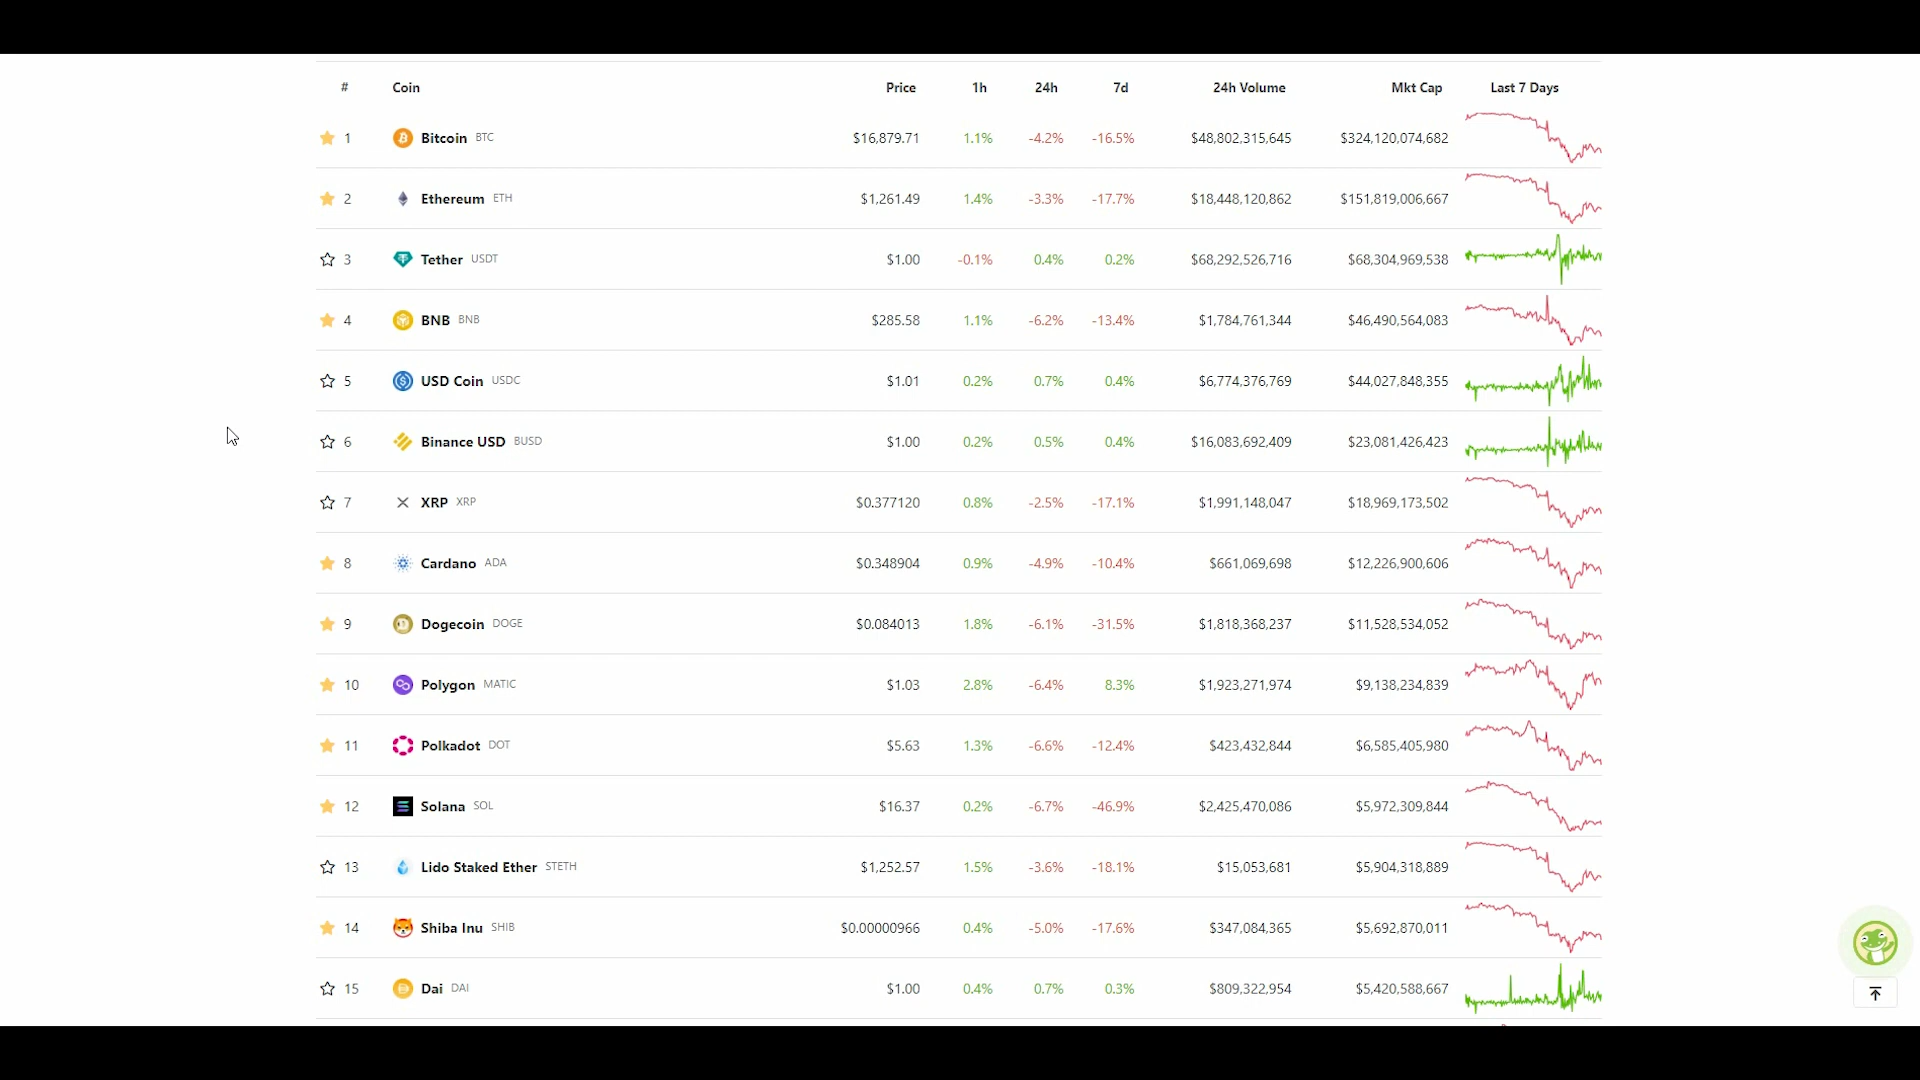 # Coin Price 1h 24h 7d 24h Volume Mkt Cap Last 7 Days
1 Bitcoin BTC $16,879.71 1.1% -4.2% -16.5% $48,802,315,645 $324,120,074,682
2 Ethereum ETH $1,261.49 1.4% -3.3% -17.7% $18,448,120,862 $151,819,006,667
3 Tether USDT $1.00 -0.1% 0.4% 0.2% $68,292,526,716 $68,304,969,538
4 BNB BNB $285.58 1.1% -6.2% -13.4% $1,784,761,344 $46,490,564,083
5 USD Coin USDC $1.01 0.2% 0.7% 0.4% $6,774,376,769 $44,027,848,355
6 Binance USD BUSD $1.00 0.2% 0.5% 0.4% $16,083,692,409 $23,081,426,423
7 XRP XRP $0.377120 0.8% -2.5% -17.1% $1,991,148,047 $18,969,173,502
8 Cardano ADA $0.348904 0.9% -4.9% -10.4% $661,069,698 $12,226,900,606
9 Dogecoin DOGE $0.084013 1.8% -6.1% -31.5% $1,818,368,237 $11,528,534,052
10 Polygon MATIC $1.03 2.8% -6.4% 8.3% $1,923,271,974 $9,138,234,839
11 Polkadot DOT $5.63 1.3% -6.6% -12.4% $423,432,844 $6,585,405,980
12 Solana SOL $16.37 0.2% -6.7% -46.9% $2,425,470,086 $5,972,309,844
13 Lido Staked Ether STETH $1,252.57 1.5% -3.6% -18.1% $15,053,681 $5,904,318,889
14 Shiba Inu SHIB $0.00000966 0.4% -5.0% -17.6% $347,084,365 $5,692,870,011
15 Dai DAI $1.00 0.4% 0.7% 0.3% $809,322,954 $5,420,588,667